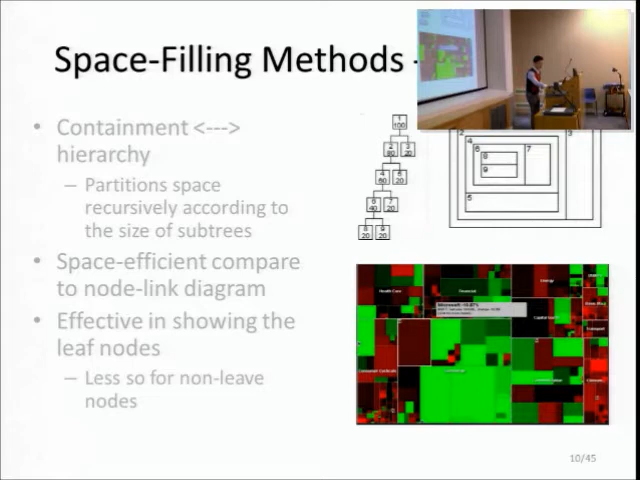 Space-Filling Methods -
• Containment <--->
hierarchy
– Partitions space
recursively according to
the size of subtrees
• Space-efficient compare
to node-link diagram
• Effective in showing the
leaf nodes
– Less so for non-leave
nodes
1
100
2 3
80 20
4 5
60 20
6 7
40 20
8 9
20 20
2 3
4
6 7
8
9
5
Health Care
Financial
Energy
10/45